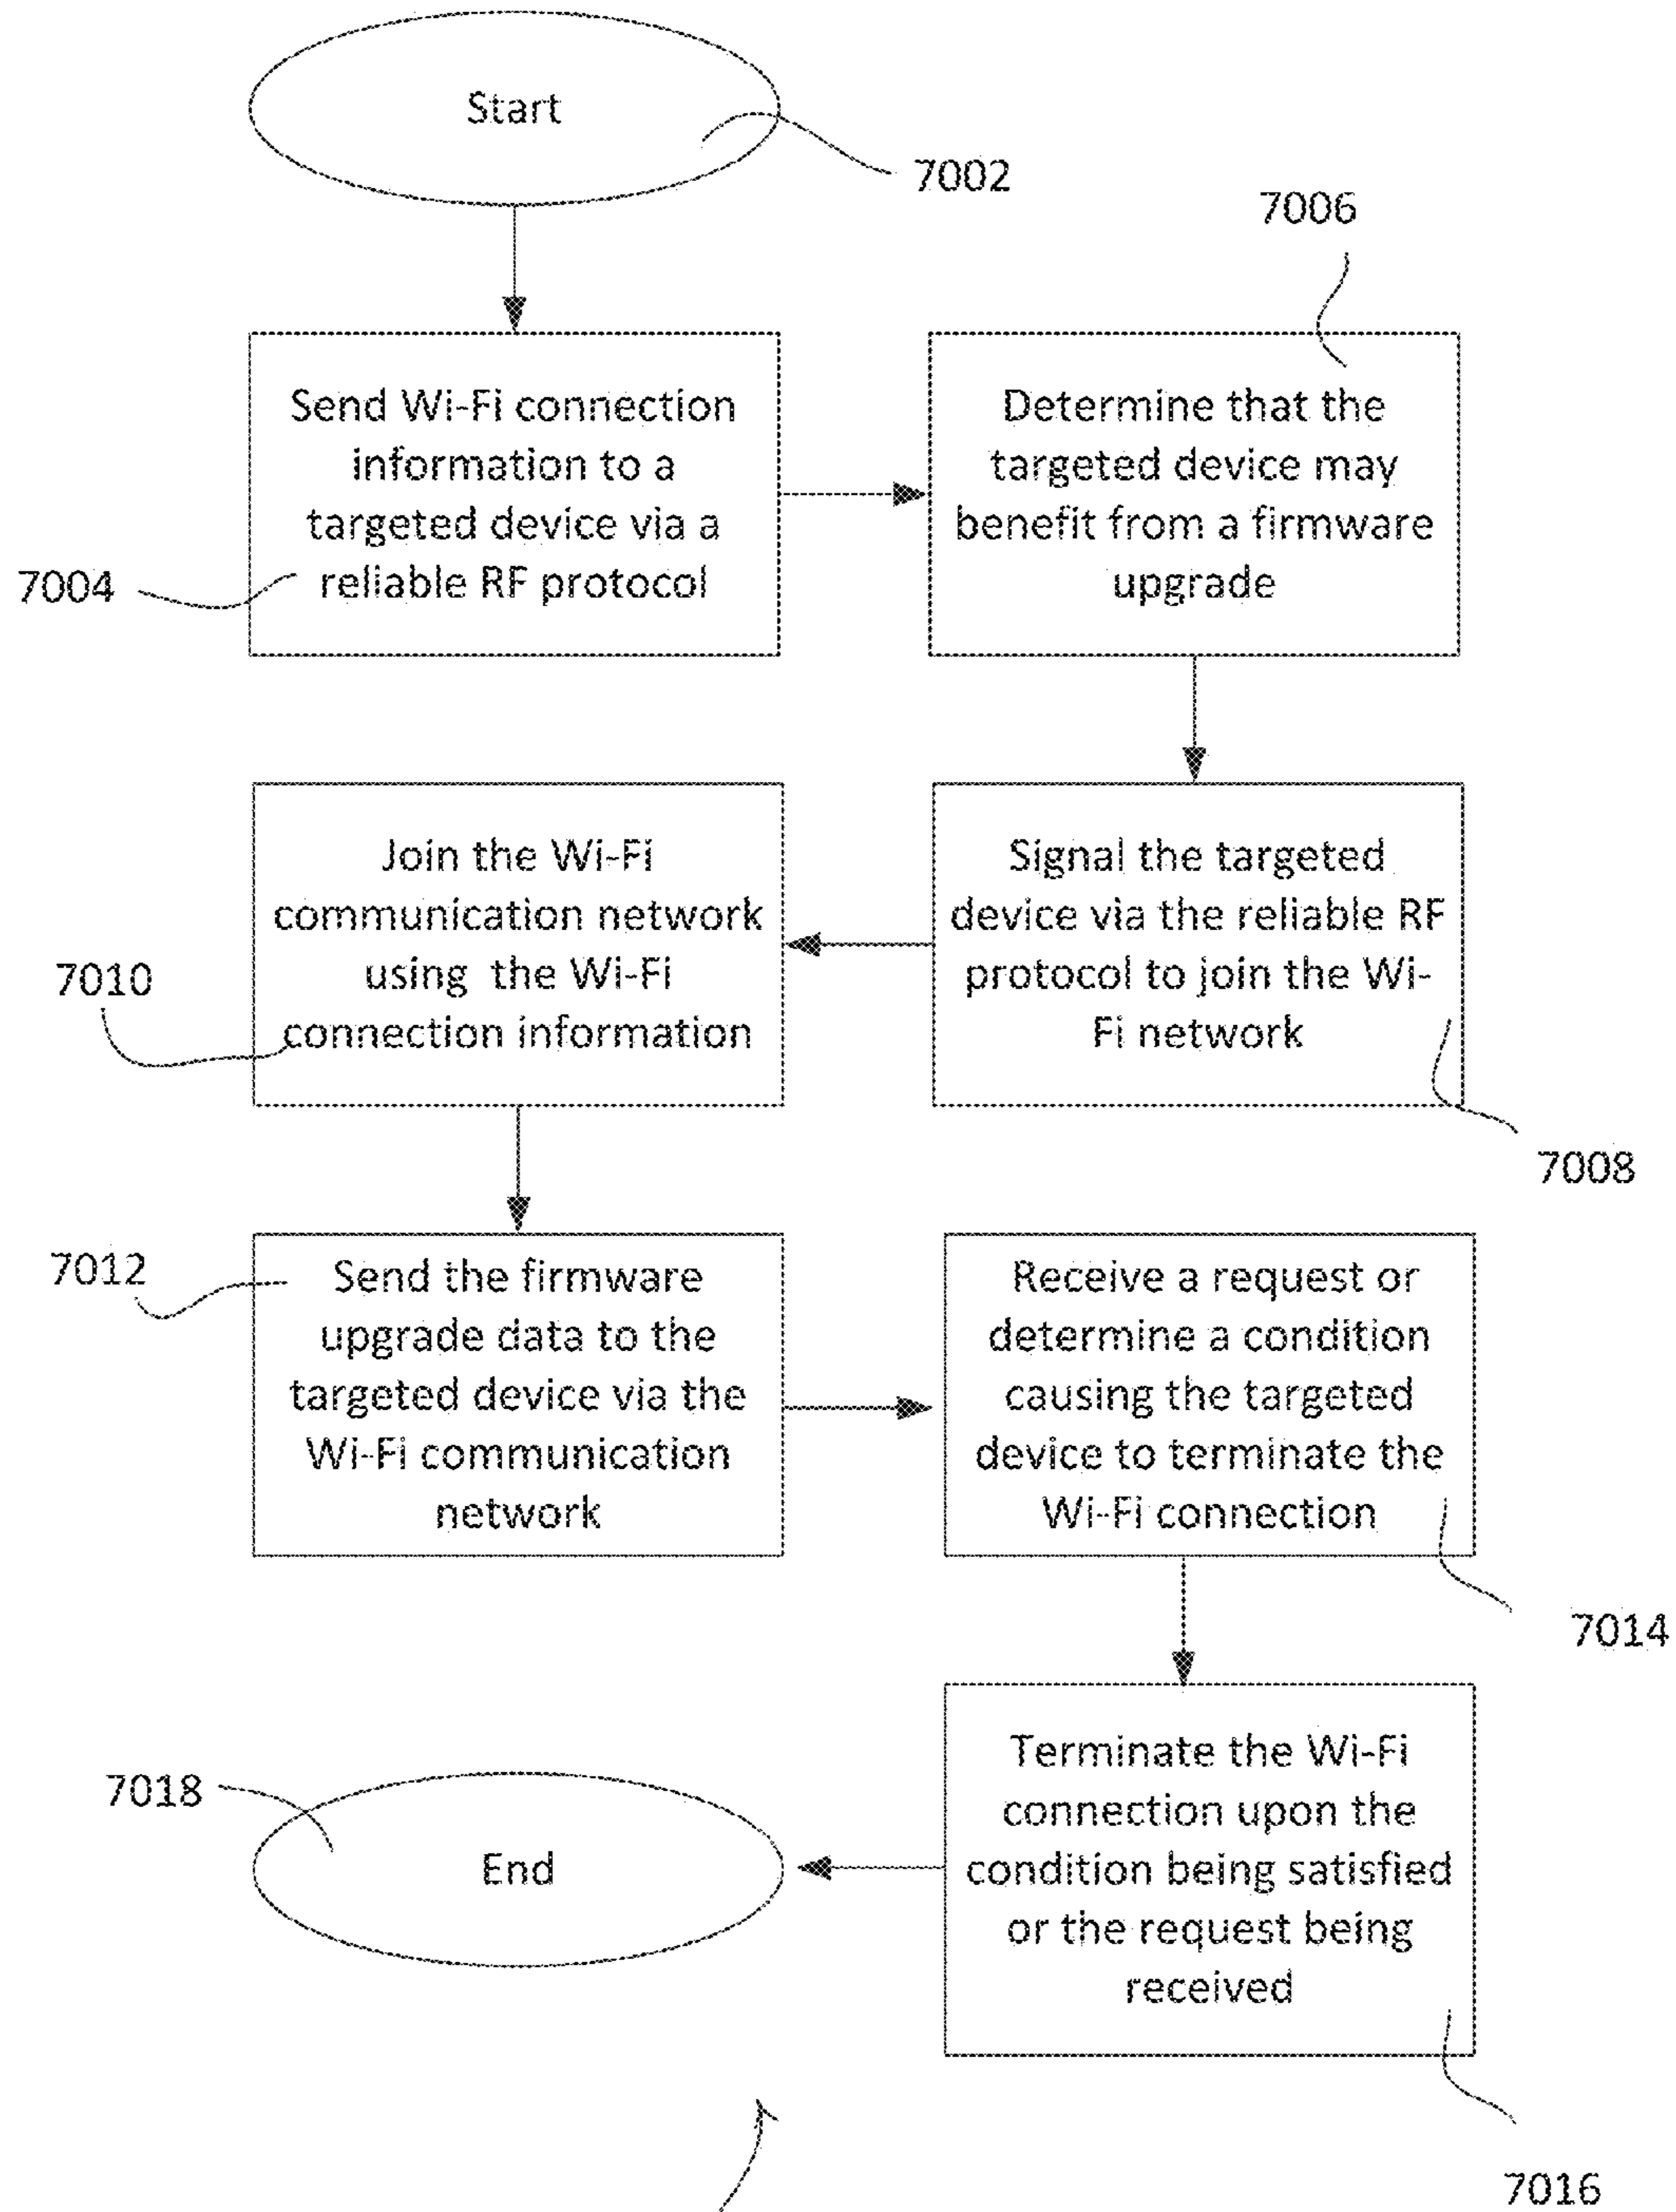 Start
7002
7006
Send Wi-Fi connection
information to a
targeted device via a
reliable RF protocol
7004
Determine that the
targeted device may
benefit from a firmware
upgrade
Signal the targeted
device via the reliable RF
protocol to join the Wi-
Fi network
7008
Join the Wi-Fi
communication network
using the Wi-Fi
connection information
7010
7012
Send the firmware
upgrade data to the
targeted device via the
Wi-Fi communication
network
Receive a request or
determine a condition
causing the targeted
device to terminate the
Wi-Fi connection
7014
Terminate the Wi-Fi
connection upon the
condition being satisfied
or the request being
received
7016
7018
End